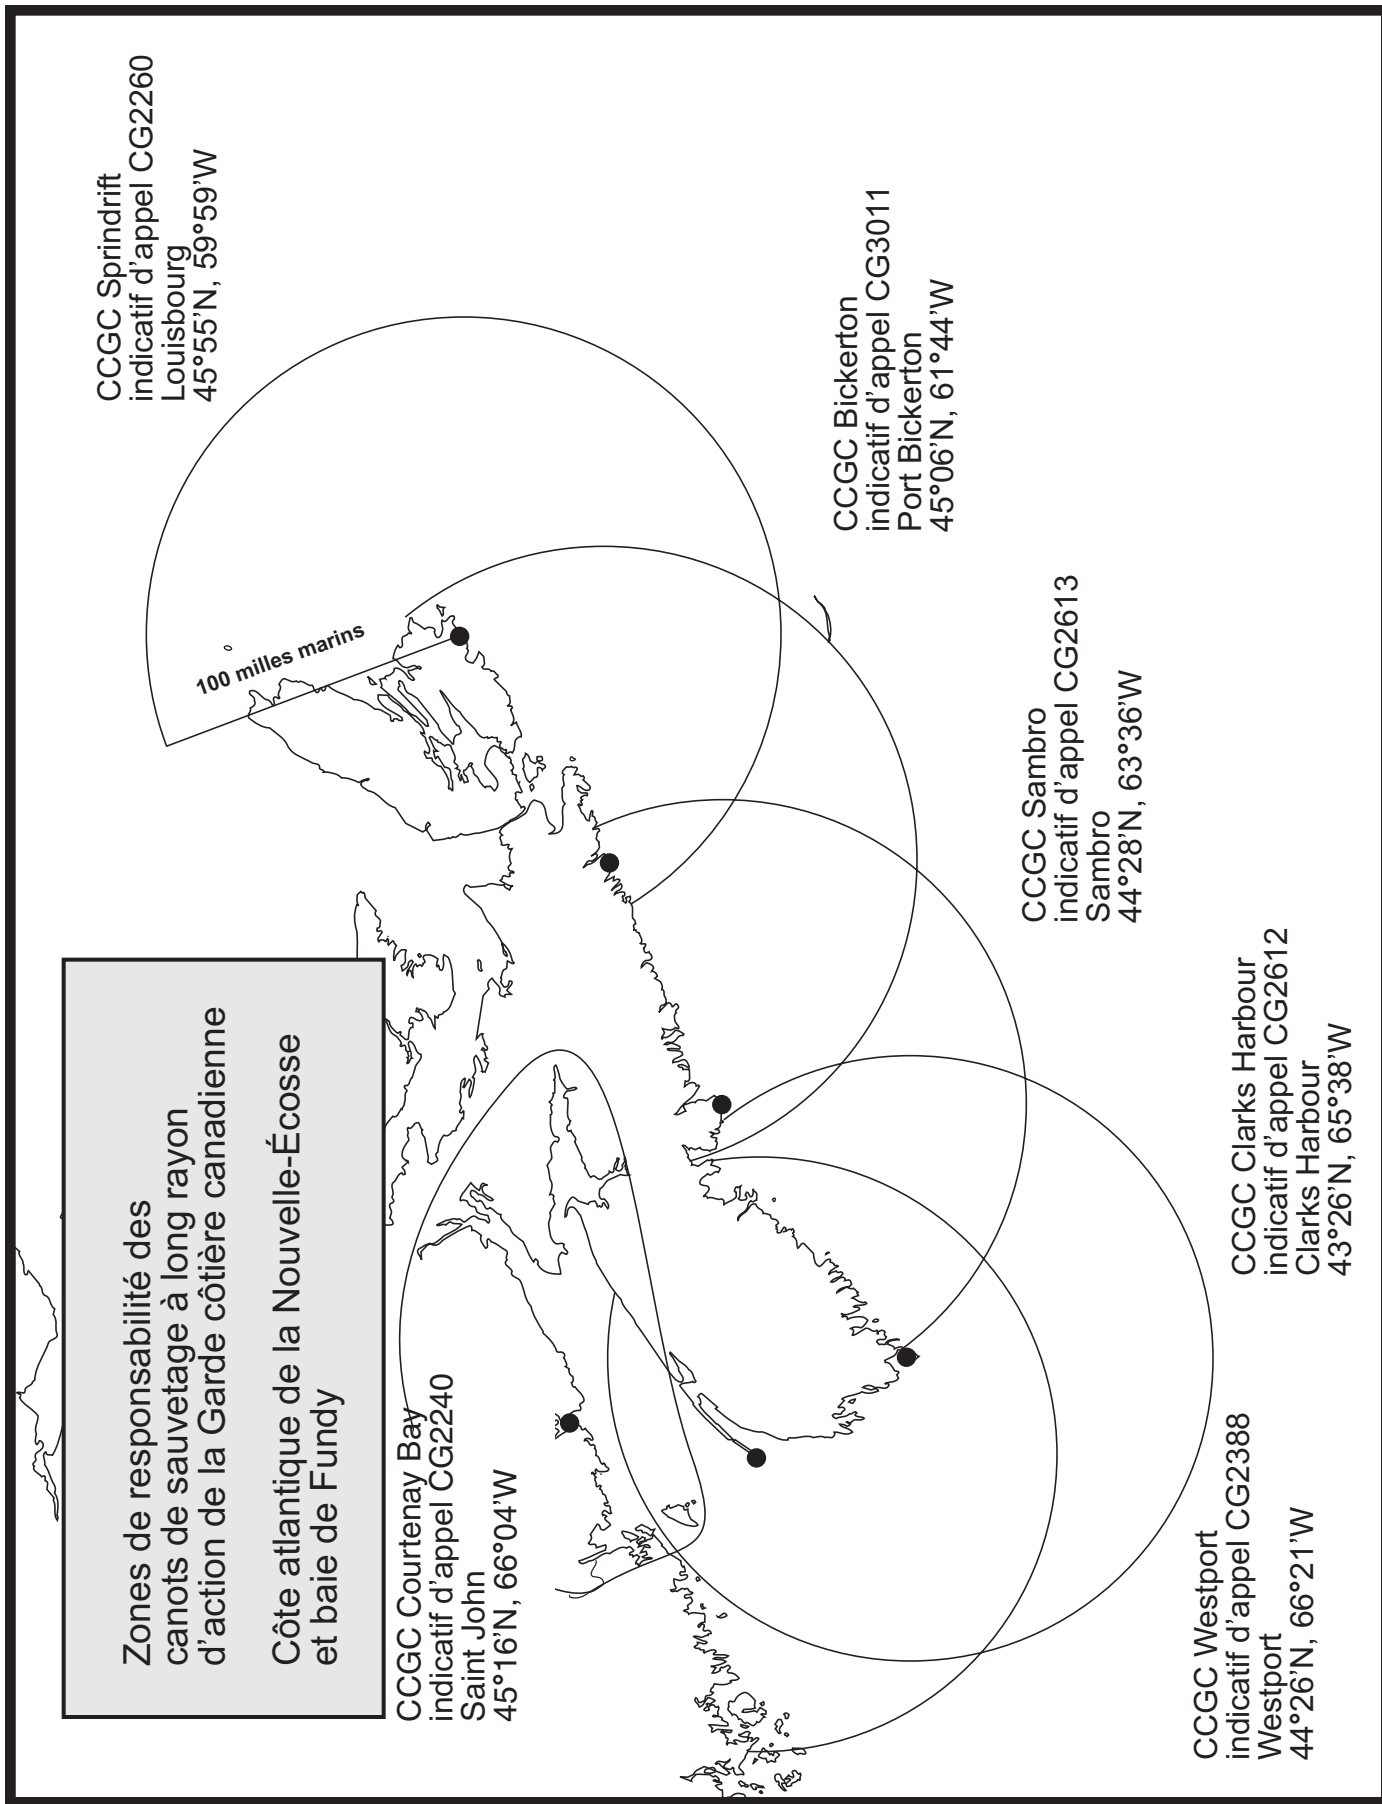 Zones de responsabilité des
canots de sauvetage à long rayon
d'action de la Garde côtière canadienne
Côte atlantique de la Nouvelle-Écosse
et baie de Fundy
CCGC Sprindrift
indicatif d'appel CG2260
Louisbourg
45°55'N, 59°59'W
100 milles marins
CCGC Bickerton
indicatif d'appel CG3011
Port Bickerton
45°06'N, 61°44'W
CCGC Sambro
indicatif d'appel CG2613
Sambro
44°28'N, 63°36'W
CCGC Clarks Harbour
indicatif d'appel CG2612
Clarks Harbour
43°26'N, 65°38'W
CCGC Courtenay Bay
indicatif d'appel CG2240
Saint John
45°16'N, 66°04'W
CCGC Westport
indicatif d'appel CG2388
Westport
44°26'N, 66°21'W